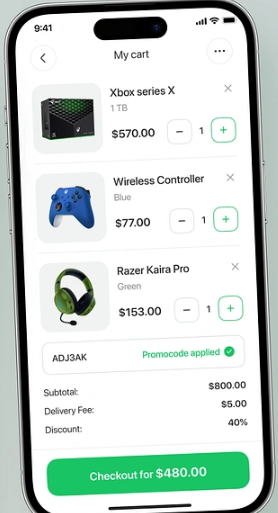 9:41
My cart
Xbox series X
1 TB
$570.00 − 1 +
Wireless Controller
Blue
$77.00 − 1 +
Razer Kaira Pro
Green
$153.00 − 1 +
ADJ3AK Promocode applied
Subtotal: $800.00
Delivery Fee: $5.00
Discount: 40%
Checkout for $480.00